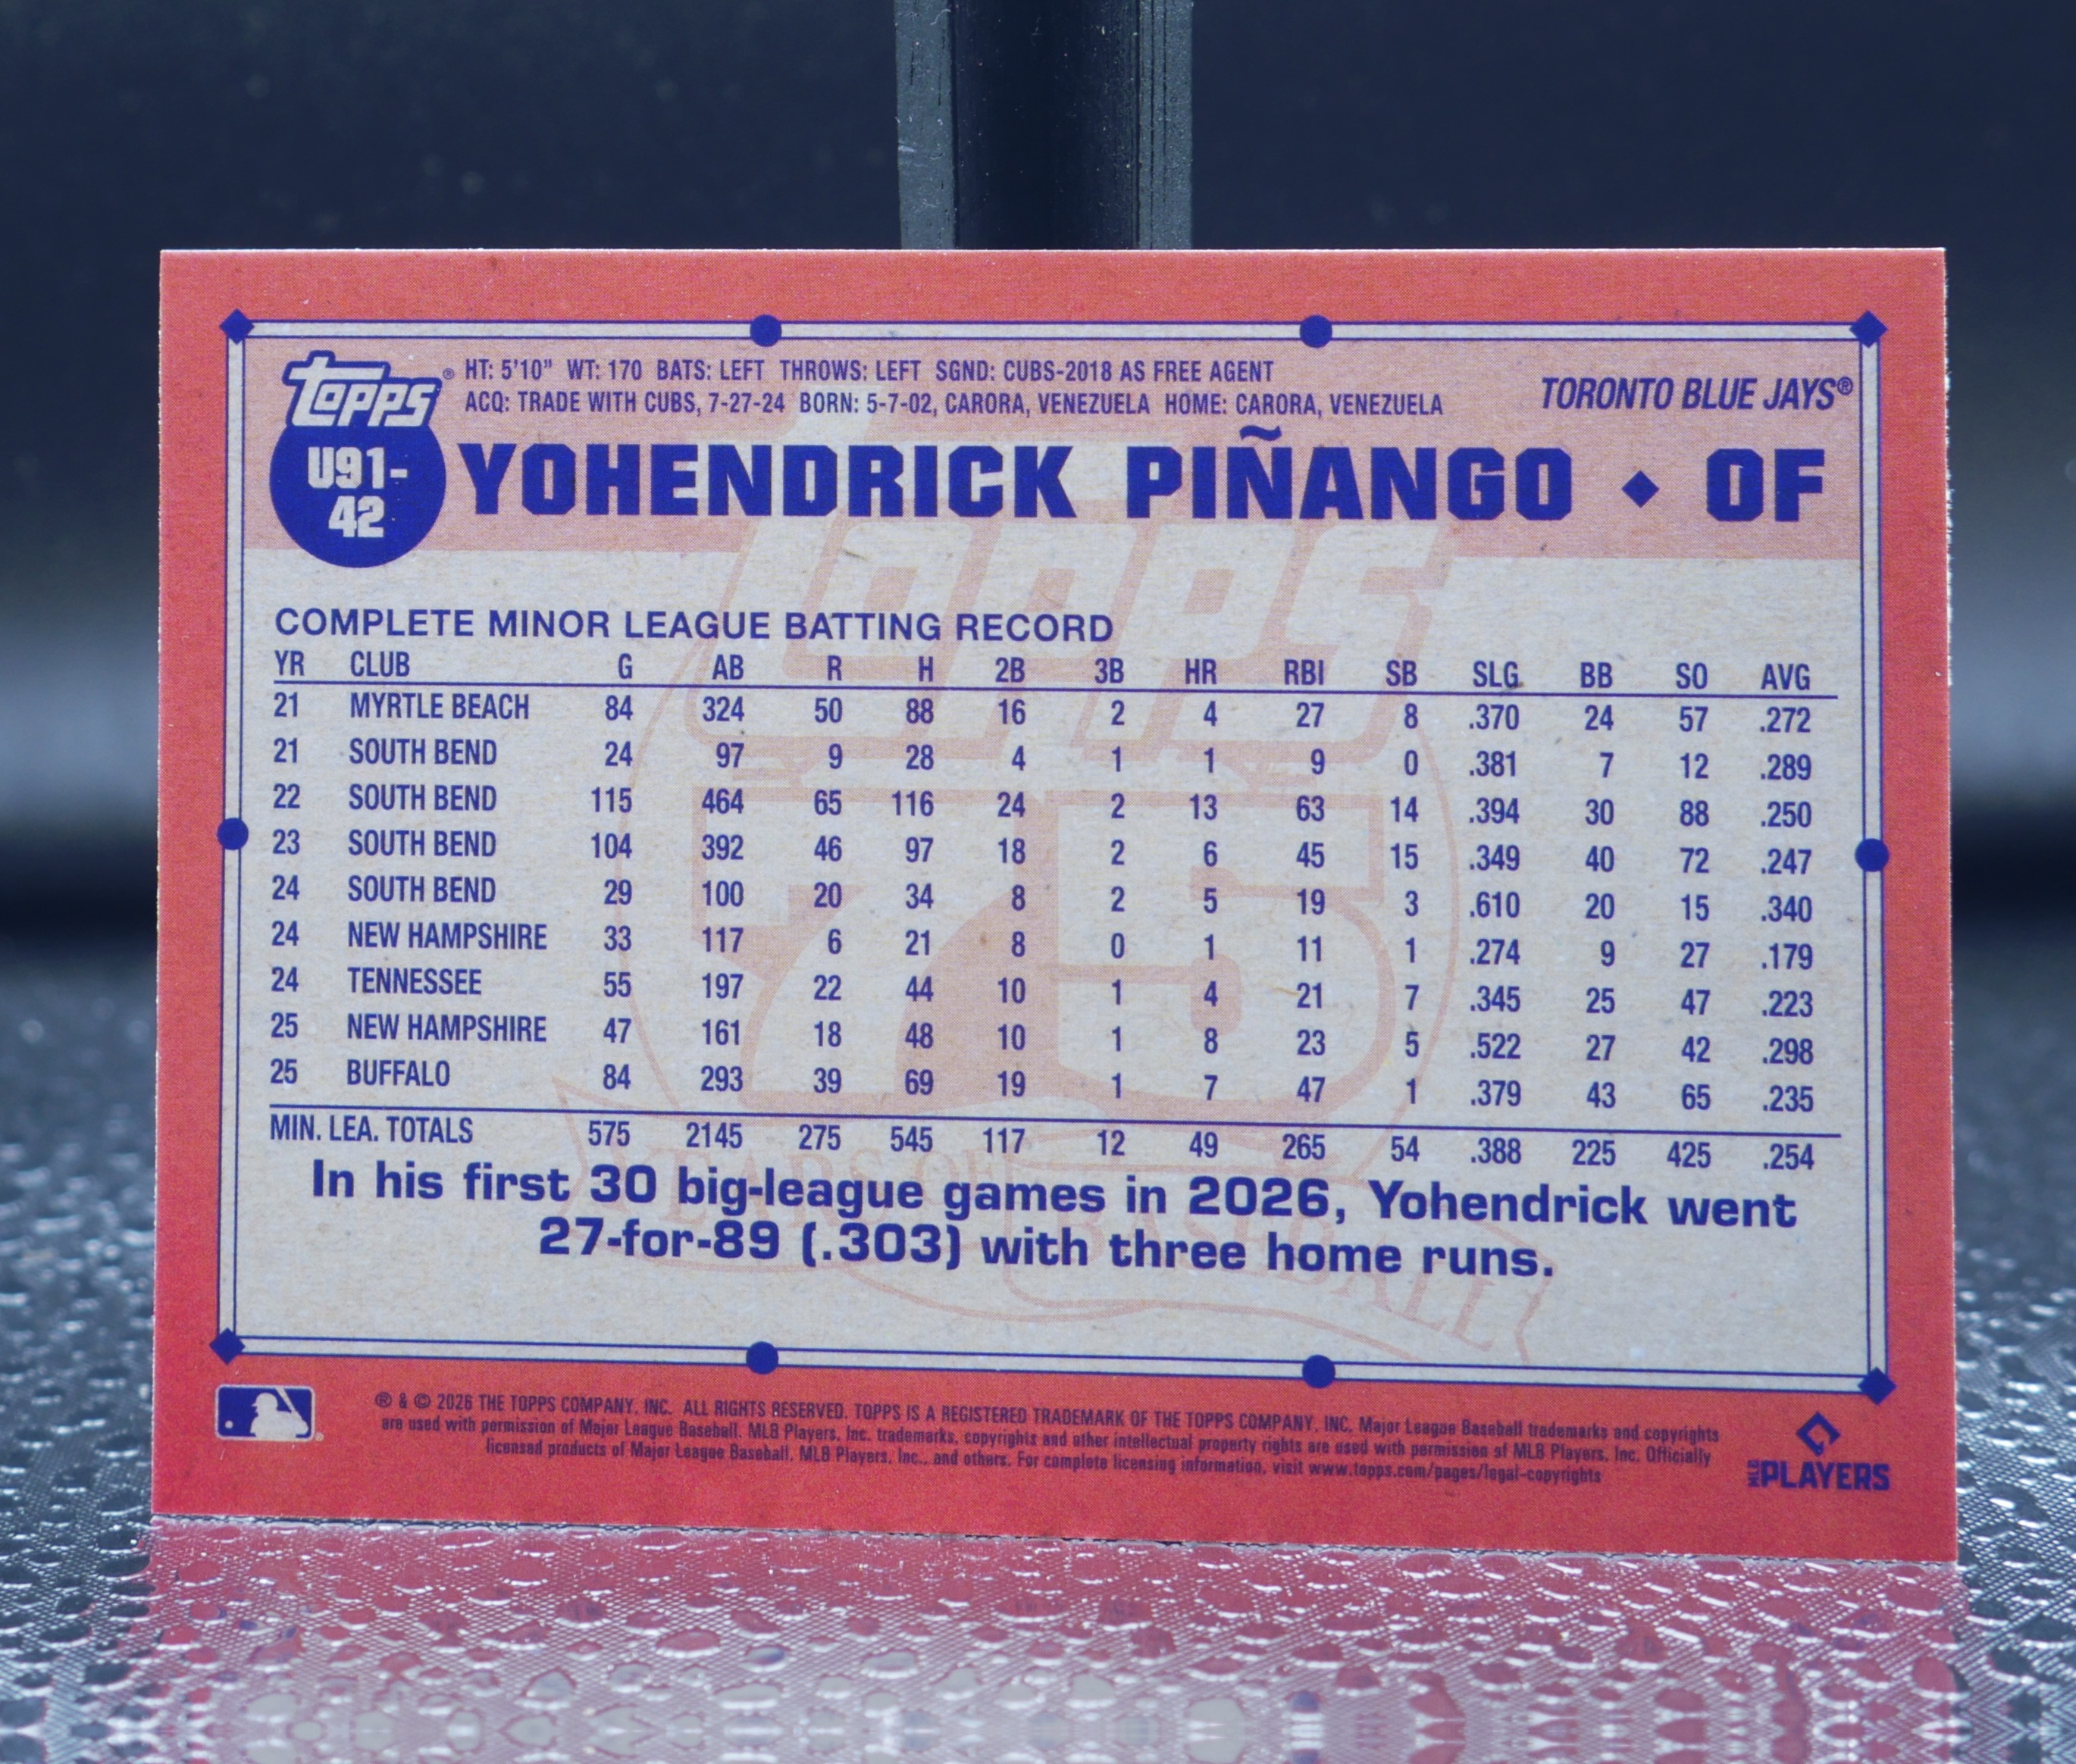 topps®
HT: 5'10" WT: 170 BATS: LEFT THROWS: LEFT SGND: CUBS-2018 AS FREE AGENT
ACQ: TRADE WITH CUBS, 7-27-24 BORN: 5-7-02, CARORA, VENEZUELA HOME: CARORA, VENEZUELA
TORONTO BLUE JAYS®
U91-
42
YOHENDRICK PIÑANGO ◆ OF
COMPLETE MINOR LEAGUE BATTING RECORD
YR CLUB G AB R H 2B 3B HR RBI SB SLG BB SO AVG
21 MYRTLE BEACH 84 324 50 88 16 2 4 27 8 .370 24 57 .272
21 SOUTH BEND 24 97 9 28 4 1 1 9 0 .381 7 12 .289
22 SOUTH BEND 115 464 65 116 24 2 13 63 14 .394 30 88 .250
23 SOUTH BEND 104 392 46 97 18 2 6 45 15 .349 40 72 .247
24 SOUTH BEND 29 100 20 34 8 2 5 19 3 .610 20 15 .340
24 NEW HAMPSHIRE 33 117 6 21 8 0 1 11 1 .274 9 27 .179
24 TENNESSEE 55 197 22 44 10 1 4 21 7 .345 25 47 .223
25 NEW HAMPSHIRE 47 161 18 48 10 1 8 23 5 .522 27 42 .298
25 BUFFALO 84 293 39 69 19 1 7 47 1 .379 43 65 .235
MIN. LEA. TOTALS 575 2145 275 545 117 12 49 265 54 .388 225 425 .254
In his first 30 big-league games in 2026, Yohendrick went
27-for-89 (.303) with three home runs.
topps
75
YEARS OF
BASEBALL
® & © 2026 THE TOPPS COMPANY, INC. ALL RIGHTS RESERVED. TOPPS IS A REGISTERED TRADEMARK OF THE TOPPS COMPANY, INC. Major League Baseball trademarks and copyrights
are used with permission of Major League Baseball. MLB Players, Inc. trademarks, copyrights and other intellectual property rights are used with permission of MLB Players, Inc. Officially
licensed products of Major League Baseball, MLB Players, Inc., and others. For complete licensing information, visit www.topps.com/pages/legal-copyrights
MLB PLAYERS